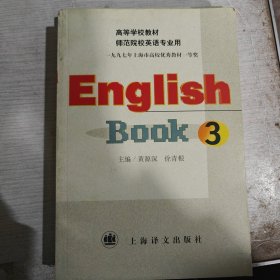 高等学校教材
师范院校英语专业用
一九九七年上海市高校优秀教材一等奖
English
Book 3
主编 黄源深 徐青根
上海译文出版社